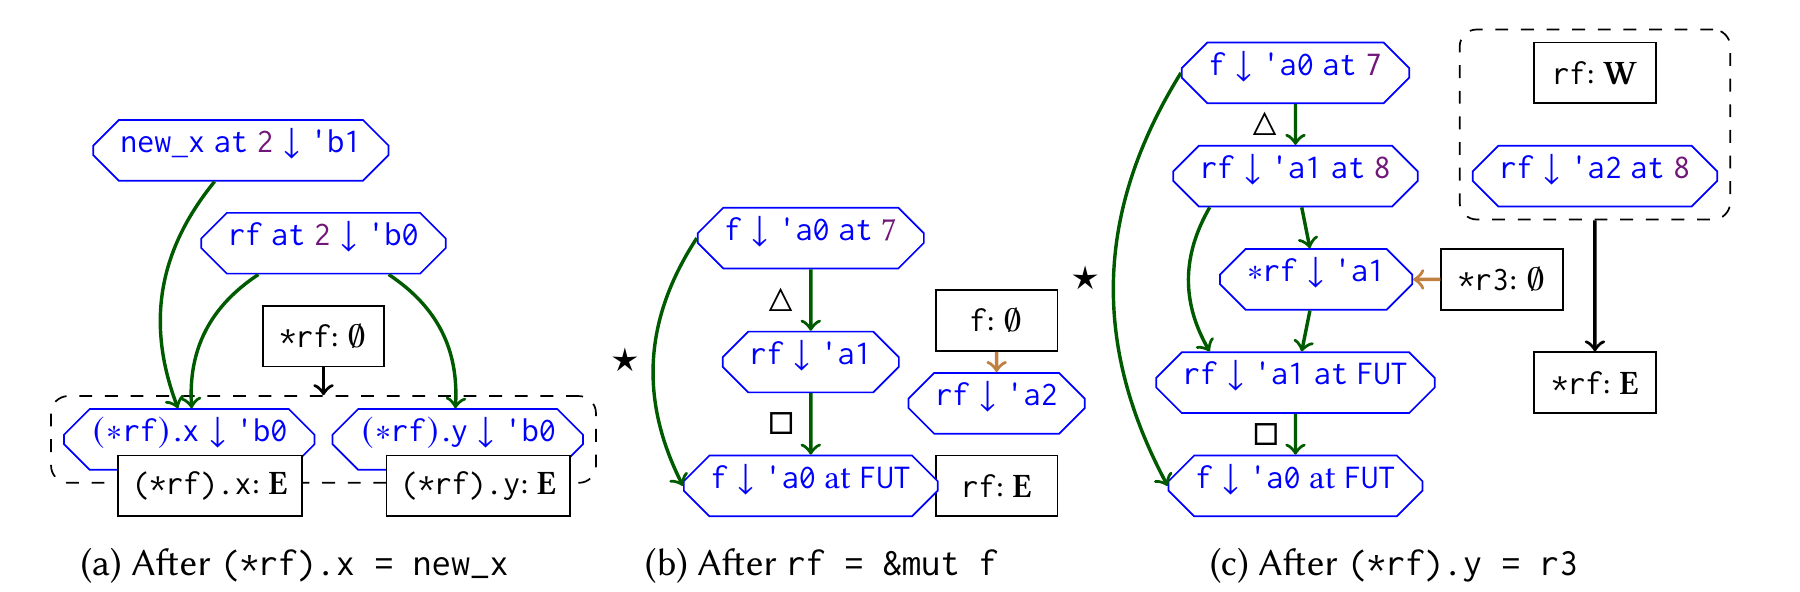 new_x at 2 ↓ 'b1
rf at 2 ↓ 'b0
*rf: ∅
(*rf).x ↓ 'b0
(*rf).y ↓ 'b0
(*rf).x: E
(*rf).y: E
(a) After (*rf).x = new_x
f ↓ 'a0 at 7
△
rf ↓ 'a1
★
□
f ↓ 'a0 at FUT
f: ∅
rf ↓ 'a2
rf: E
(b) After rf = &mut f
f ↓ 'a0 at 7
△
rf ↓ 'a1 at 8
★
*rf ↓ 'a1
*r3: ∅
rf ↓ 'a1 at FUT
□
f ↓ 'a0 at FUT
rf: W
rf ↓ 'a2 at 8
*rf: E
(c) After (*rf).y = r3